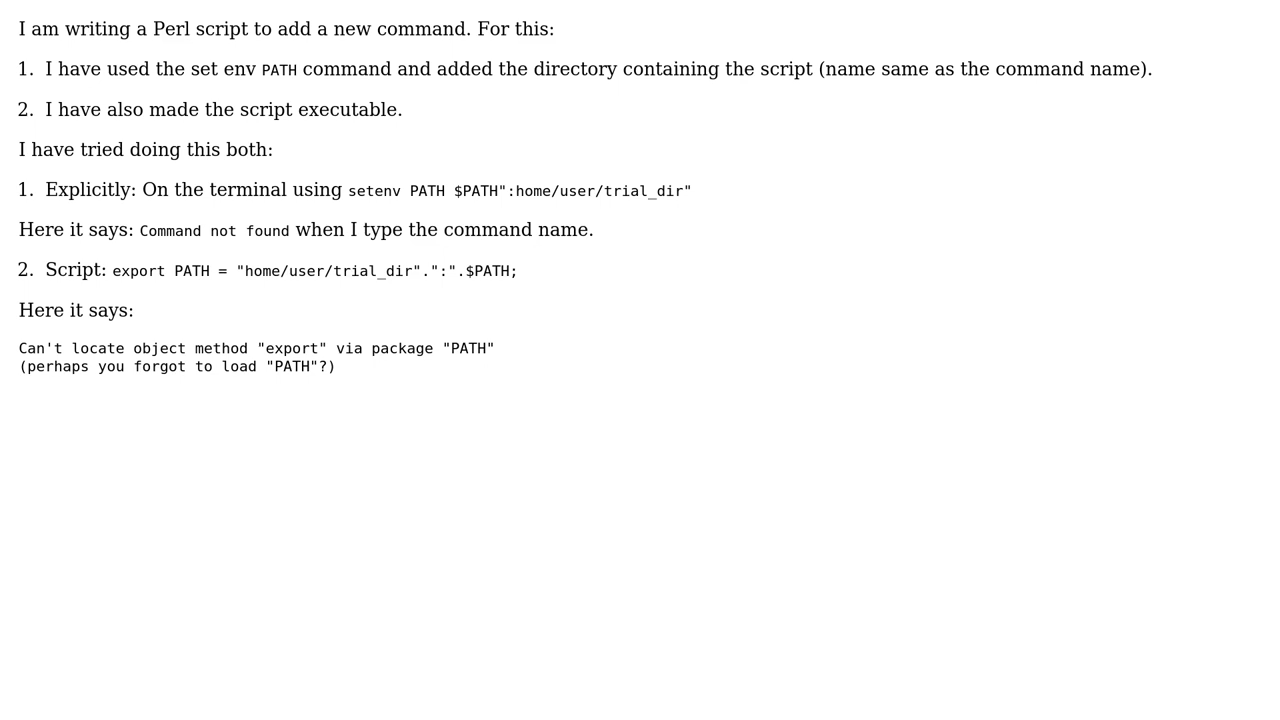 I am writing a Perl script to add a new command. For this:
1. I have used the set env PATH command and added the directory containing the script (name same as the command name).
2. I have also made the script executable.
I have tried doing this both:
1. Explicitly: On the terminal using setenv PATH $PATH":home/user/trial_dir"
Here it says: Command not found when I type the command name.
2. Script: export PATH = "home/user/trial_dir".":".$PATH;
Here it says:
Can't locate object method "export" via package "PATH"
(perhaps you forgot to load "PATH"?)